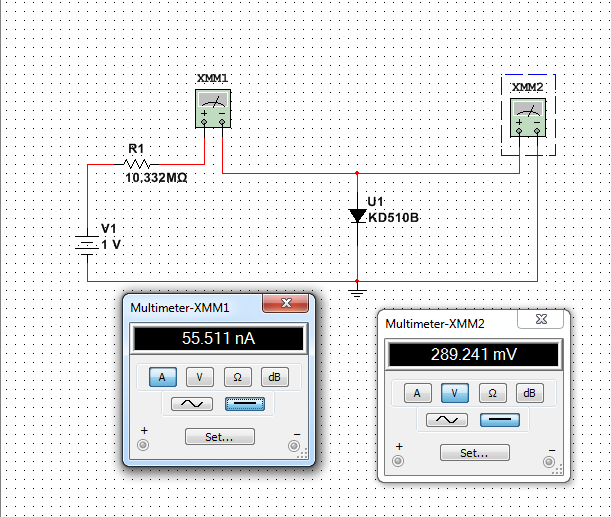 XMM1
XMM2
R1
10.332MΩ
U1
KD510B
V1
1 V
Multimeter-XMM1
55.511 nA
A V Ω dB
+ −
Set...
Multimeter-XMM2
289.241 mV
A V Ω dB
+ −
Set...